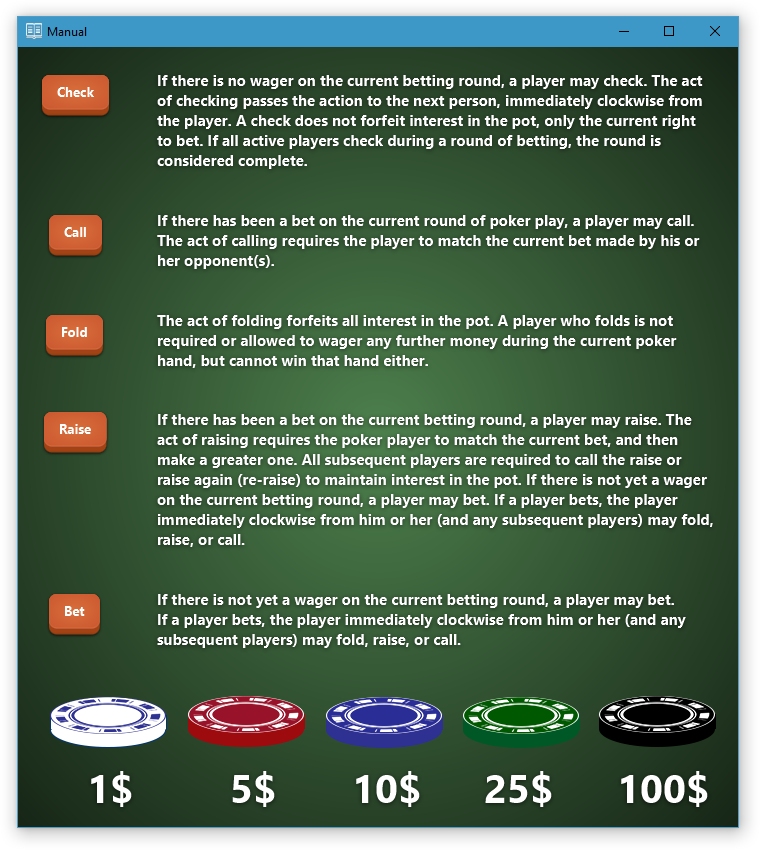 Manual
Check
If there is no wager on the current betting round, a player may check. The act
of checking passes the action to the next person, immediately clockwise from
the player. A check does not forfeit interest in the pot, only the current right
to bet. If all active players check during a round of betting, the round is
considered complete.
Call
If there has been a bet on the current round of poker play, a player may call.
The act of calling requires the player to match the current bet made by his or
her opponent(s).
Fold
The act of folding forfeits all interest in the pot. A player who folds is not
required or allowed to wager any further money during the current poker
hand, but cannot win that hand either.
Raise
If there has been a bet on the current betting round, a player may raise. The
act of raising requires the poker player to match the current bet, and then
make a greater one. All subsequent players are required to call the raise or
raise again (re-raise) to maintain interest in the pot. If there is not yet a wager
on the current betting round, a player may bet. If a player bets, the player
immediately clockwise from him or her (and any subsequent players) may fold,
raise, or call.
Bet
If there is not yet a wager on the current betting round, a player may bet.
If a player bets, the player immediately clockwise from him or her (and any
subsequent players) may fold, raise, or call.
1$ 5$ 10$ 25$ 100$